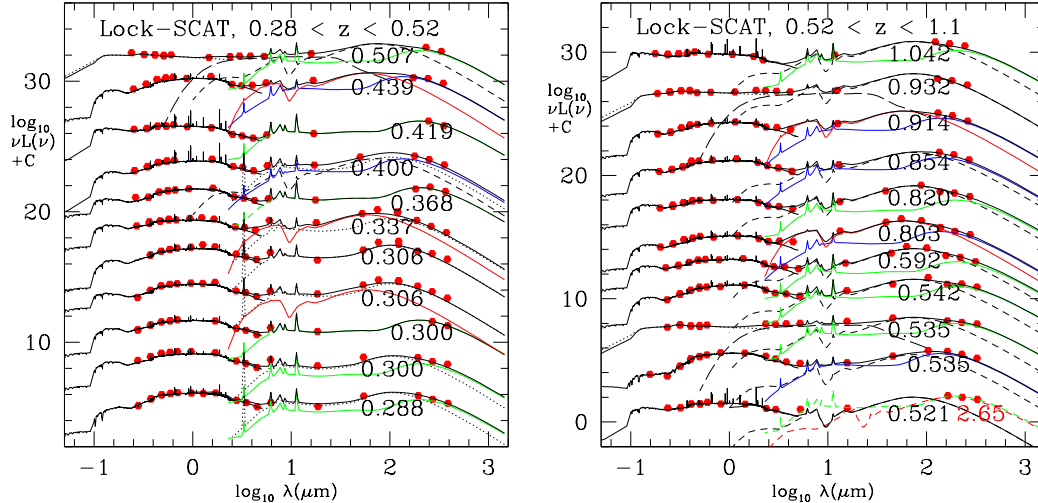 Lock-SCAT, 0.28 < z < 0.52
30
log10
νL(ν)
+C
20
10
0.507
0.439
0.419
0.400
0.368
0.337
0.306
0.306
0.300
0.300
0.288
-1 0 1 2 3
log10 λ(μm)
Lock-SCAT, 0.52 < z < 1.1
30
log10
νL(ν)
+C
20
10
0
1.042
0.932
0.914
0.854
0.820
0.803
0.592
0.542
0.535
0.535
0.521 2.65
-1 0 1 2 3
log10 λ(μm)